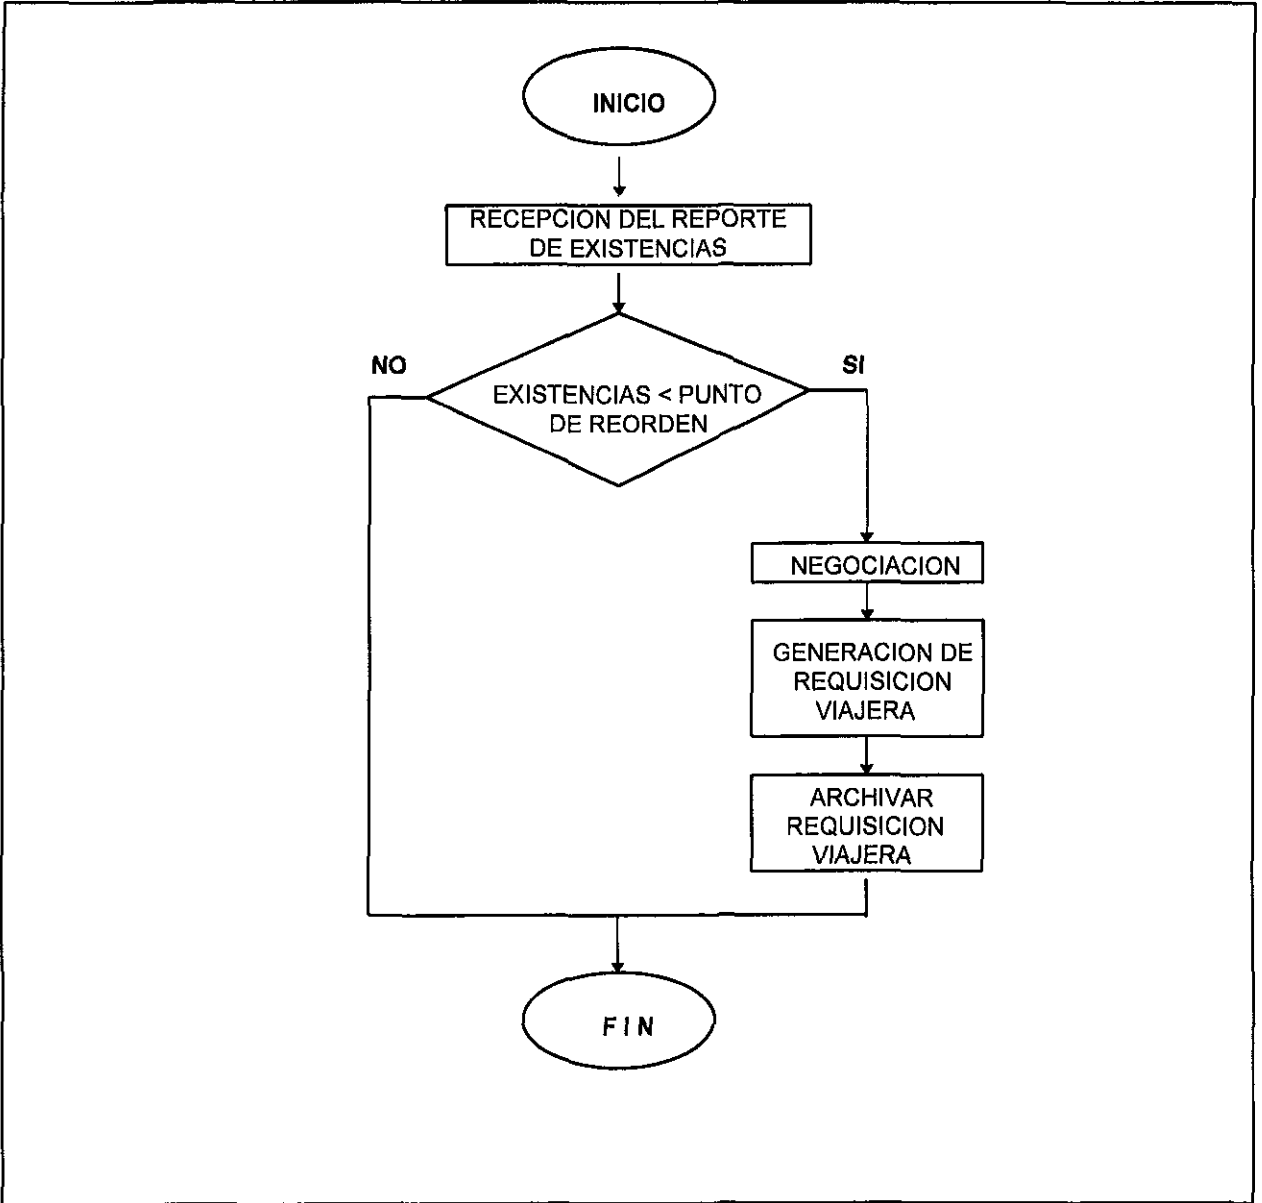 INICIO
RECEPCION DEL REPORTE
DE EXISTENCIAS
NO
SI
EXISTENCIAS < PUNTO
DE REORDEN
NEGOCIACION
GENERACION DE
REQUISICION
VIAJERA
ARCHIVAR
REQUISICION
VIAJERA
F I N